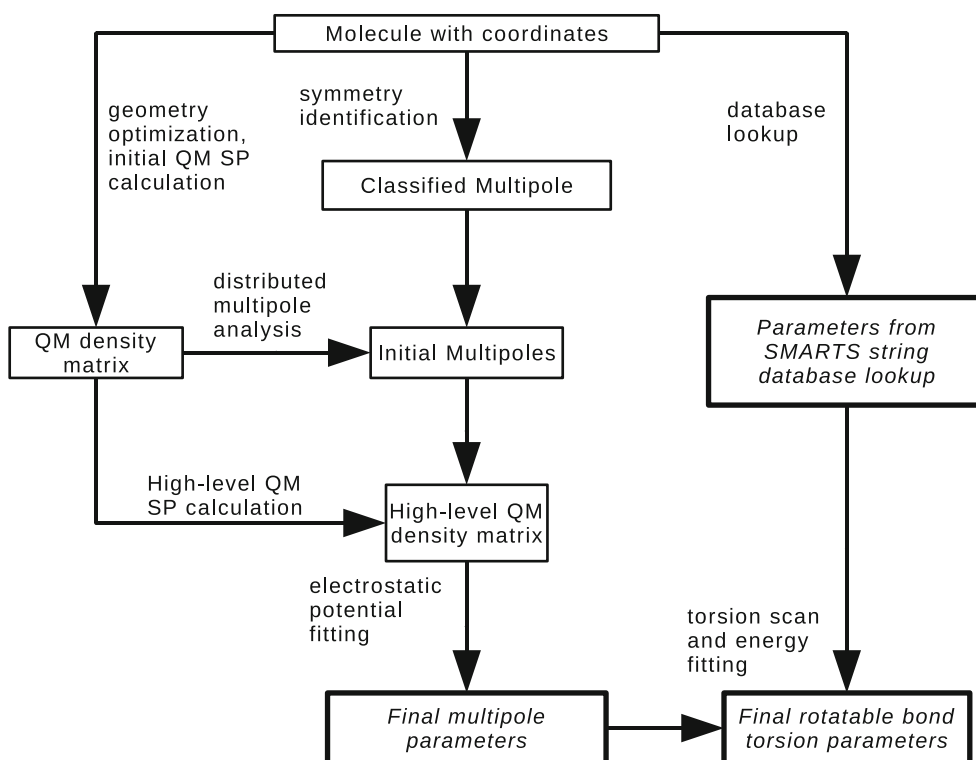 Molecule with coordinates
geometry
optimization,
initial QM SP
calculation
symmetry
identification
database
lookup
Classified Multipole
distributed
multipole
analysis
QM density
matrix
Initial Multipoles
Parameters from
SMARTS string
database lookup
High-level QM
SP calculation
High-level QM
density matrix
electrostatic
potential
fitting
torsion scan
and energy
fitting
Final multipole
parameters
Final rotatable bond
torsion parameters